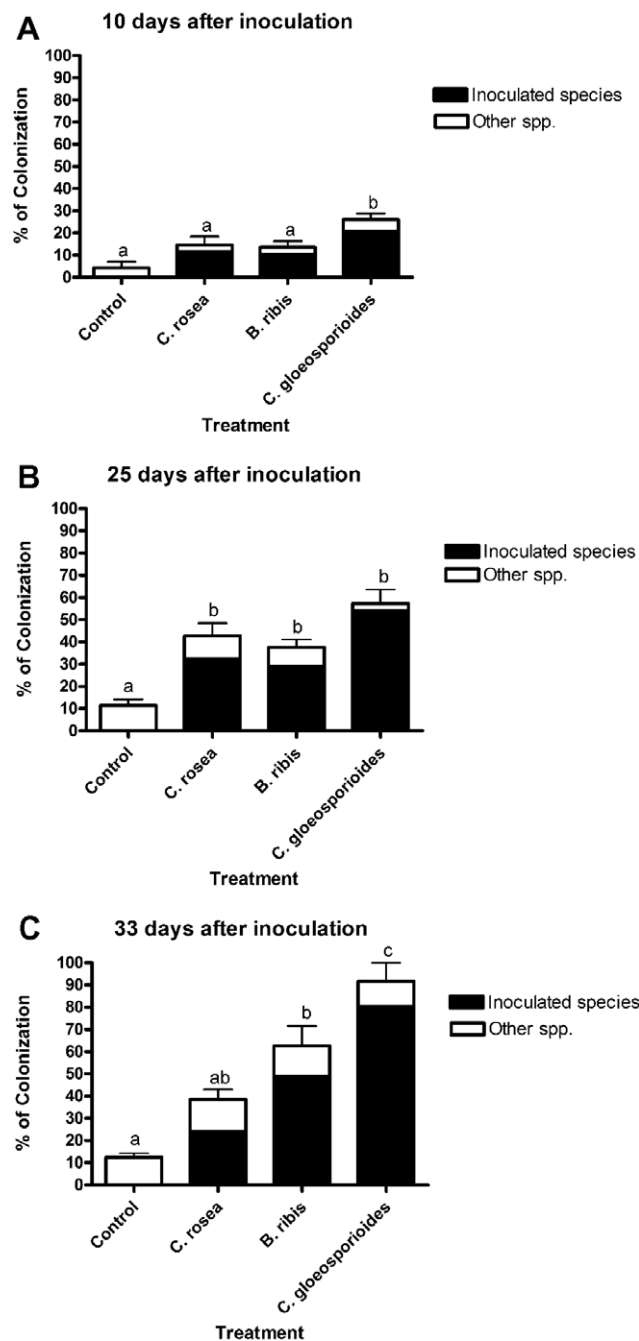 A
10 days after inoculation
% of Colonization
100
90
80
70
60
50
40
30
20
10
0
a
a
a
b
Control
C. rosea
B. ribis
C. gloeosporioides
Treatment
Inoculated species
Other spp.
B
25 days after inoculation
% of Colonization
100
90
80
70
60
50
40
30
20
10
0
a
b
b
b
Control
C. rosea
B. ribis
C. gloeosporioides
Treatment
Inoculated species
Other spp.
C
33 days after inoculation
% of Colonization
100
90
80
70
60
50
40
30
20
10
0
a
ab
b
c
Control
C. rosea
B. ribis
C. gloeosporioides
Treatment
Inoculated species
Other spp.